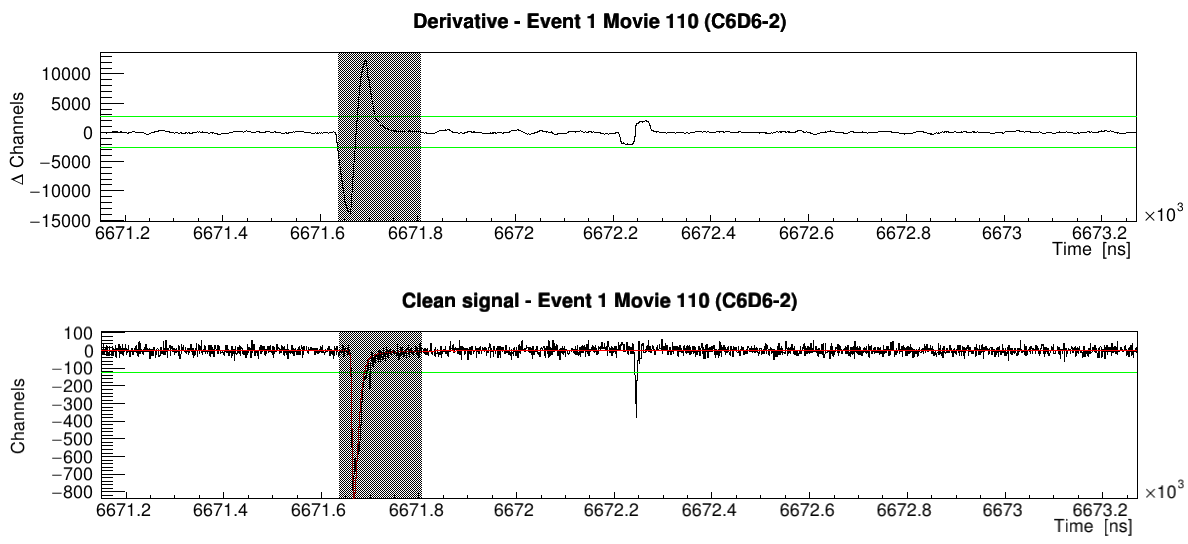 Derivative - Event 1 Movie 110 (C6D6-2)
Δ Channels
10000
5000
0
−5000
−10000
−15000
6671.2 6671.4 6671.6 6671.8 6672 6672.2 6672.4 6672.6 6672.8 6673 6673.2
×10³
Time [ns]
Clean signal - Event 1 Movie 110 (C6D6-2)
Channels
100
0
−100
−200
−300
−400
−500
−600
−700
−800
6671.2 6671.4 6671.6 6671.8 6672 6672.2 6672.4 6672.6 6672.8 6673 6673.2
×10³
Time [ns]